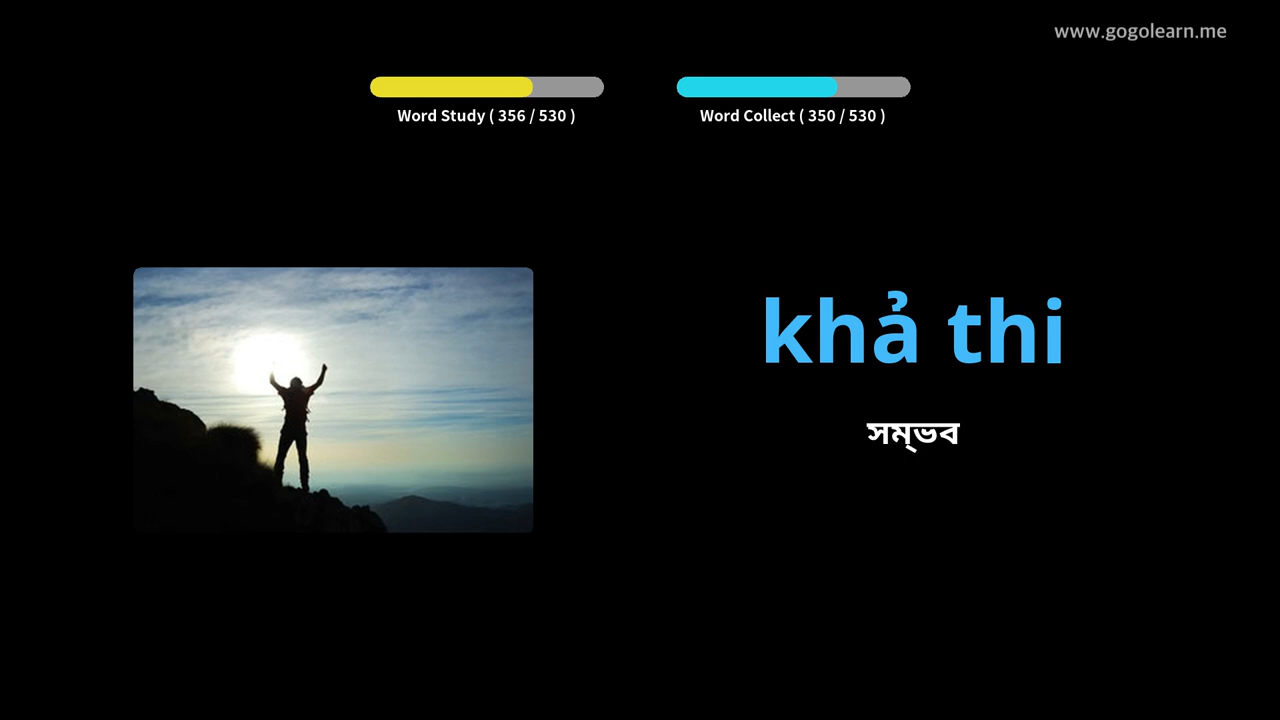 www.gogolearn.me
Word Study ( 356 / 530 )
Word Collect ( 350 / 530 )
khả thi
সম্ভব